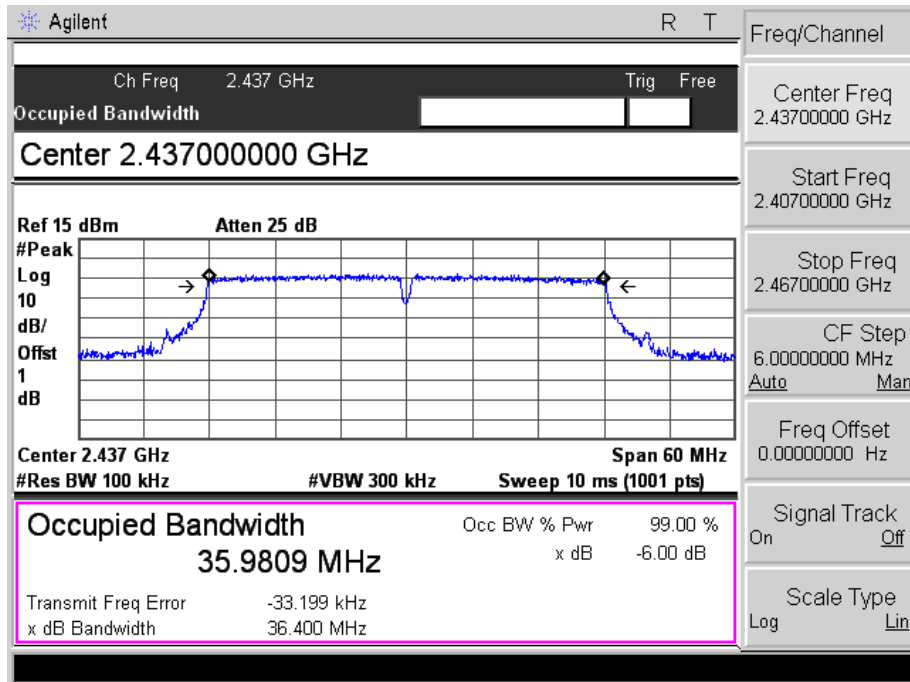 Agilent R T
Ch Freq 2.437 GHz Trig Free
Occupied Bandwidth
Center 2.437000000 GHz
Ref 15 dBm Atten 25 dB
#Peak
Log
10
dB/
Offst
1
dB
Center 2.437 GHz Span 60 MHz
#Res BW 100 kHz #VBW 300 kHz Sweep 10 ms (1001 pts)
Occupied Bandwidth
35.9809 MHz
Occ BW % Pwr 99.00 %
x dB -6.00 dB
Transmit Freq Error -33.199 kHz
x dB Bandwidth 36.400 MHz
Freq/Channel
Center Freq
2.43700000 GHz
Start Freq
2.40700000 GHz
Stop Freq
2.46700000 GHz
CF Step
6.00000000 MHz
Auto Man
Freq Offset
0.00000000 Hz
Signal Track
On Off
Scale Type
Log Lin